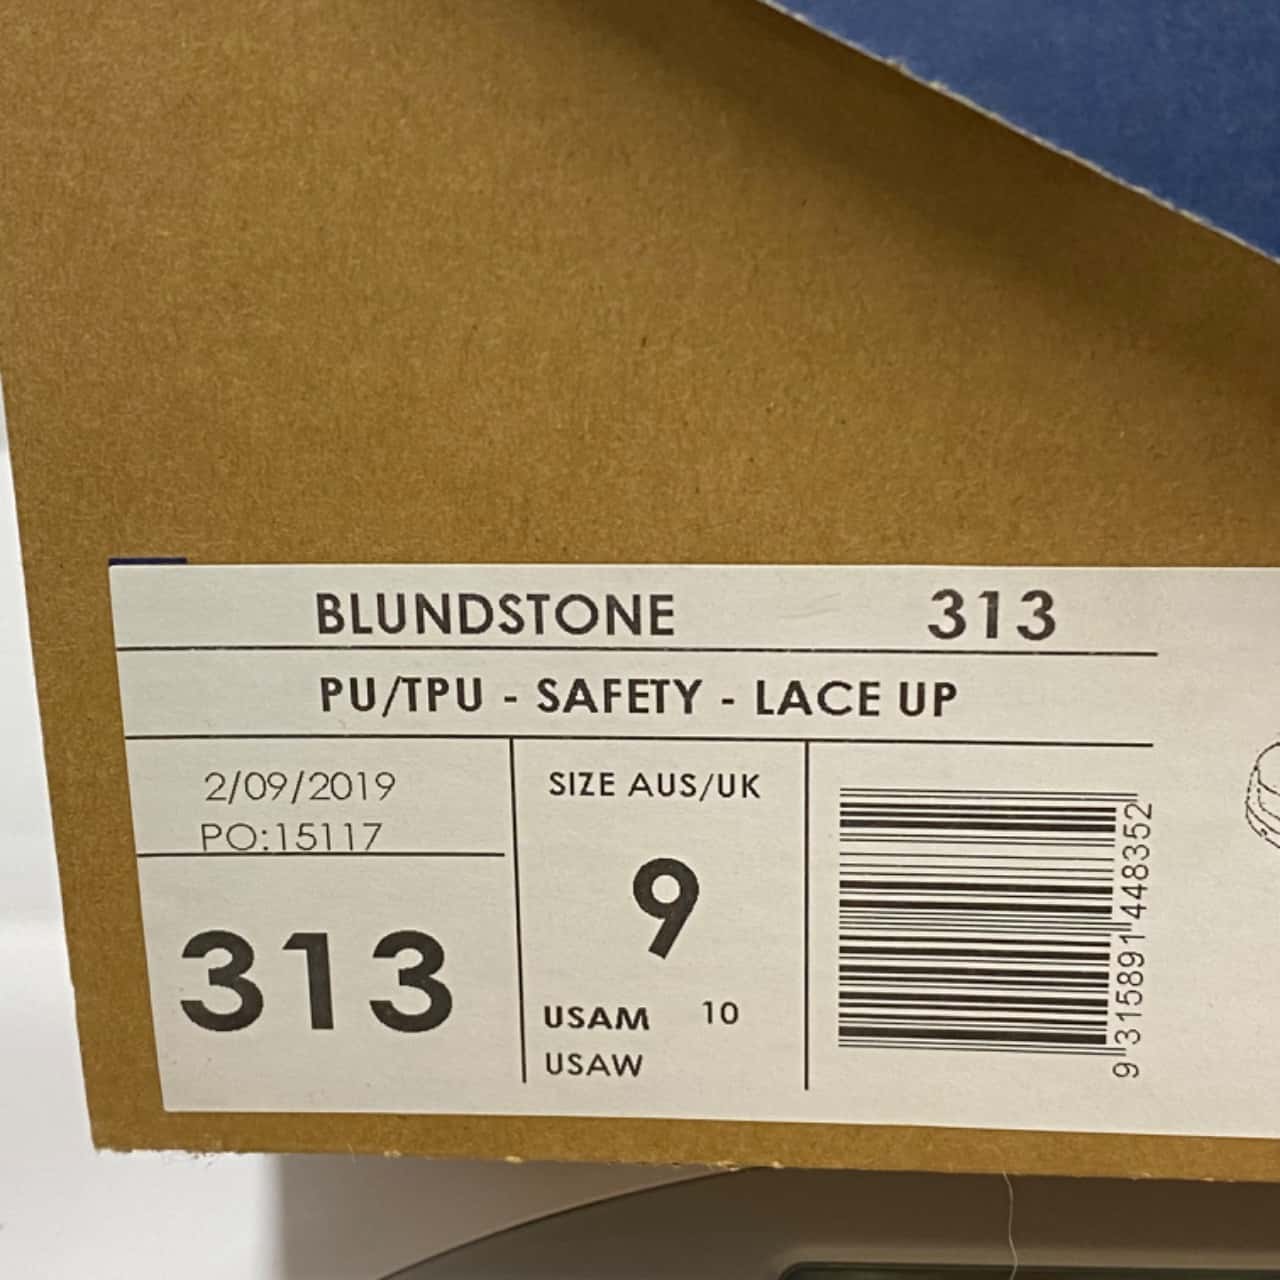 BLUNDSTONE 313
PU/TPU - SAFETY - LACE UP
2/09/2019
PO:15117
313
SIZE AUS/UK
9
USAM 10
USAW
9 315891 448352